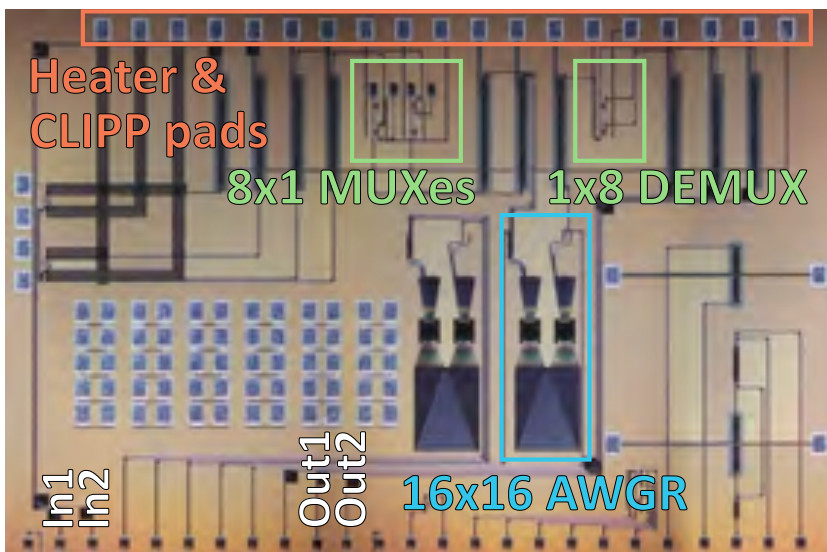 Heater &
CLIPP pads
8x1 MUXes
1x8 DEMUX
In1
In2
Out1
Out2
16x16 AWGR